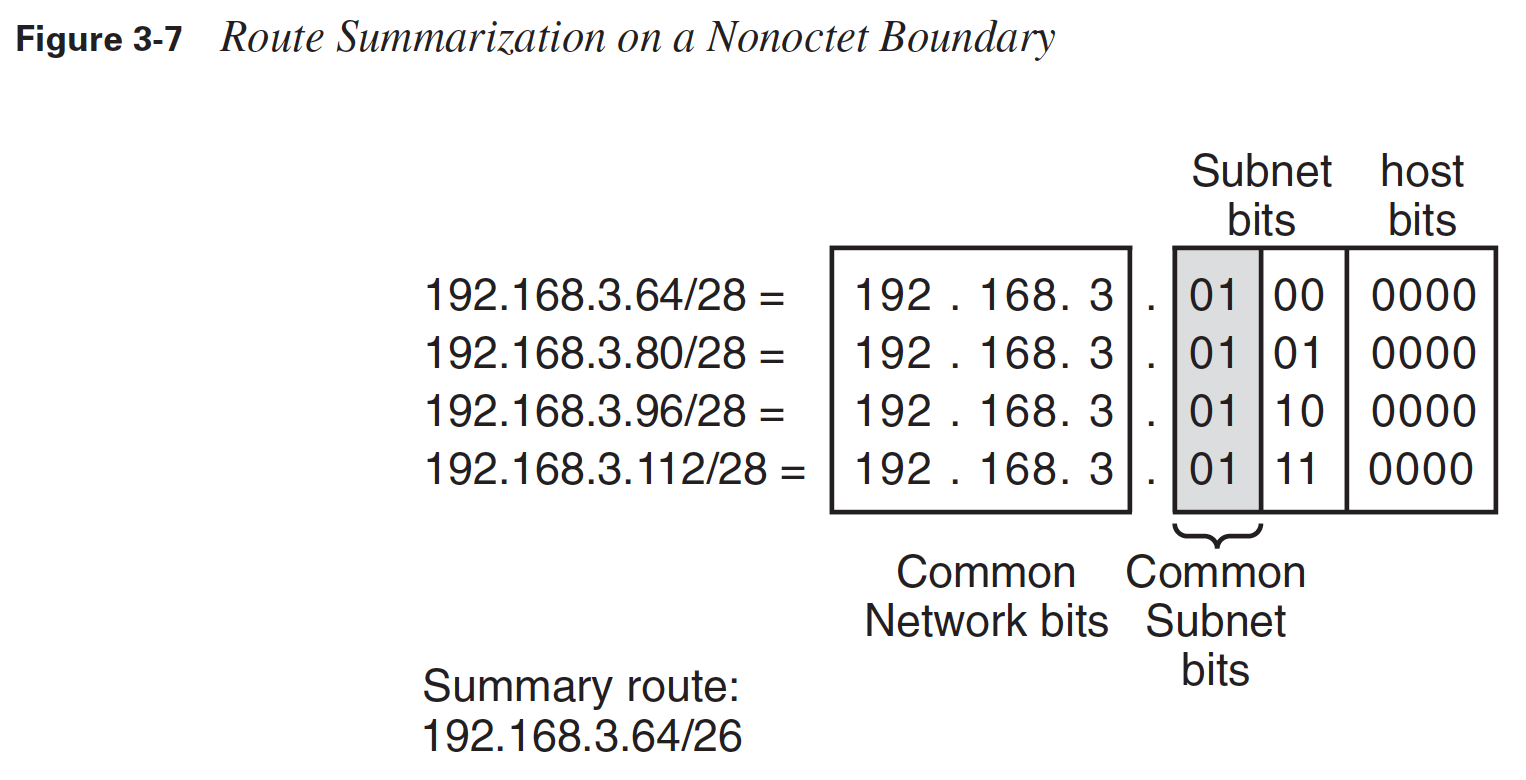 Figure 3-7 Route Summarization on a Nonoctet Boundary
Subnet bits host bits
192.168.3.64/28 = 192 . 168. 3 . 01 00 0000
192.168.3.80/28 = 192 . 168. 3 . 01 01 0000
192.168.3.96/28 = 192 . 168. 3 . 01 10 0000
192.168.3.112/28 = 192 . 168. 3 . 01 11 0000
Common Network bits
Common Subnet bits
Summary route:
192.168.3.64/26